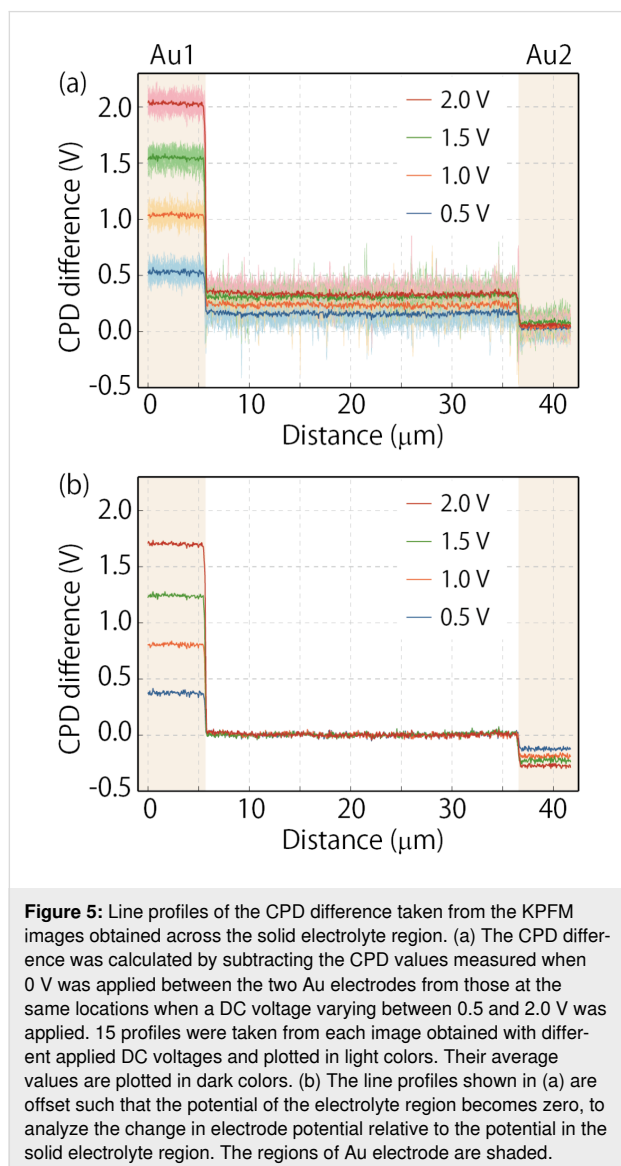 Au1 Au2
(a)
2.0
1.5
1.0
0.5
0.0
-0.5
CPD difference (V)
2.0 V
1.5 V
1.0 V
0.5 V
0 10 20 30 40
Distance (μm)
(b)
2.0
1.5
1.0
0.5
0.0
-0.5
CPD difference (V)
2.0 V
1.5 V
1.0 V
0.5 V
0 10 20 30 40
Distance (μm)
Figure 5: Line profiles of the CPD difference taken from the KPFM
images obtained across the solid electrolyte region. (a) The CPD differ-
ence was calculated by subtracting the CPD values measured when
0 V was applied between the two Au electrodes from those at the
same locations when a DC voltage varying between 0.5 and 2.0 V was
applied. 15 profiles were taken from each image obtained with differ-
ent applied DC voltages and plotted in light colors. Their average
values are plotted in dark colors. (b) The line profiles shown in (a) are
offset such that the potential of the electrolyte region becomes zero, to
analyze the change in electrode potential relative to the potential in the
solid electrolyte region. The regions of Au electrode are shaded.